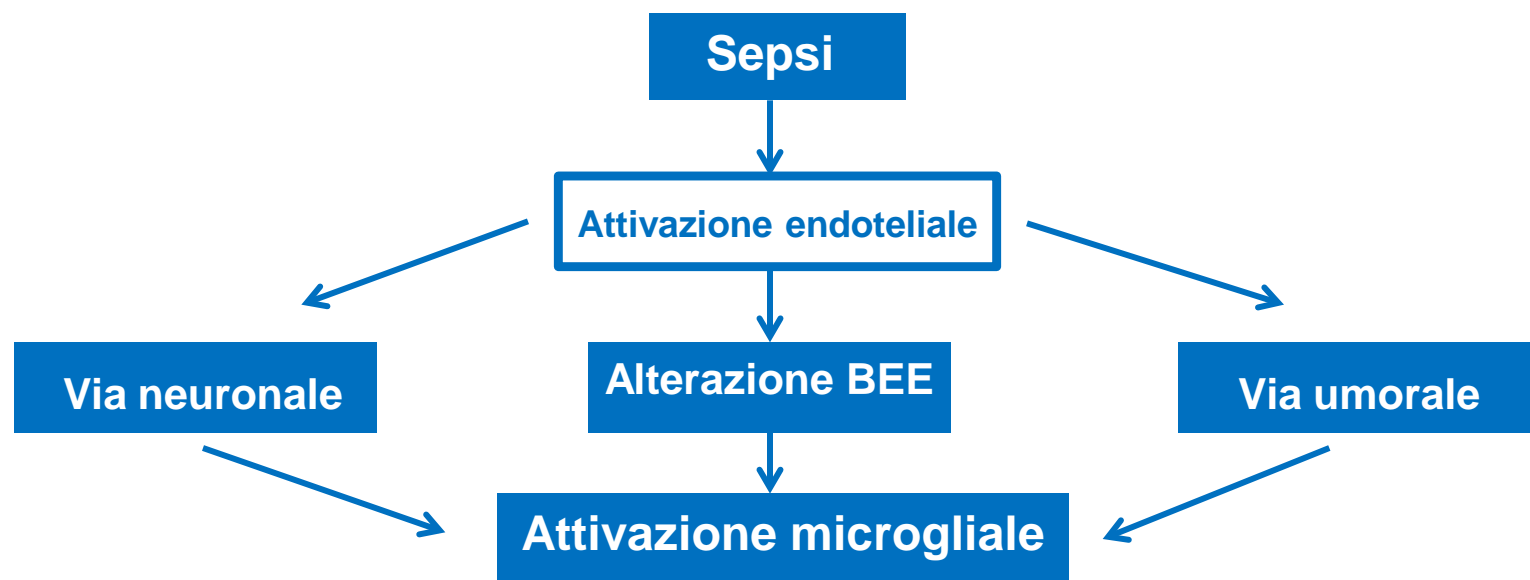 Sepsi
Attivazione endoteliale
Via neuronale
Alterazione BEE
Via umorale
Attivazione microgliale